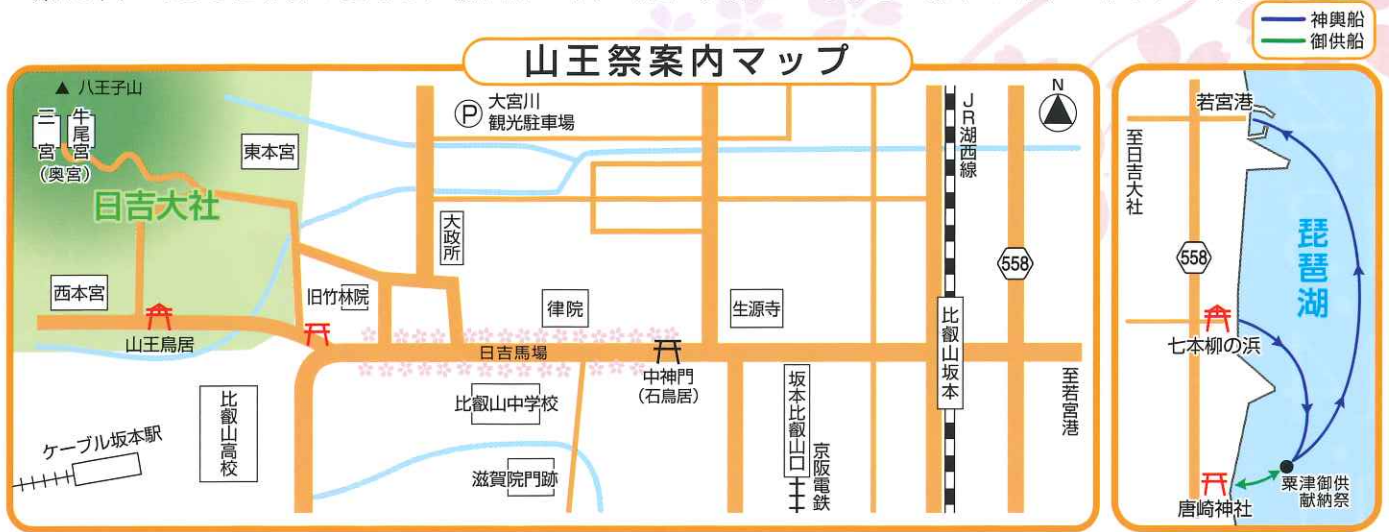 神輿船
御供船
山王祭案内マップ
▲ 八王子山
三宮
牛尾宮
(奥宮)
東本宮
日吉大社
西本宮
山王鳥居
旧竹林院
大政所
Ⓟ 大宮川
観光駐車場
律院
生源寺
日吉馬場
中神門
(石鳥居)
比叡山中学校
滋賀院門跡
比叡山高校
ケーブル坂本駅
坂本比叡山口
京阪電鉄
JR湖西線
比叡山坂本
N
558
至若宮港
若宮港
至日吉大社
558
琵琶湖
七本柳の浜
唐崎神社
粟津御供
献納祭